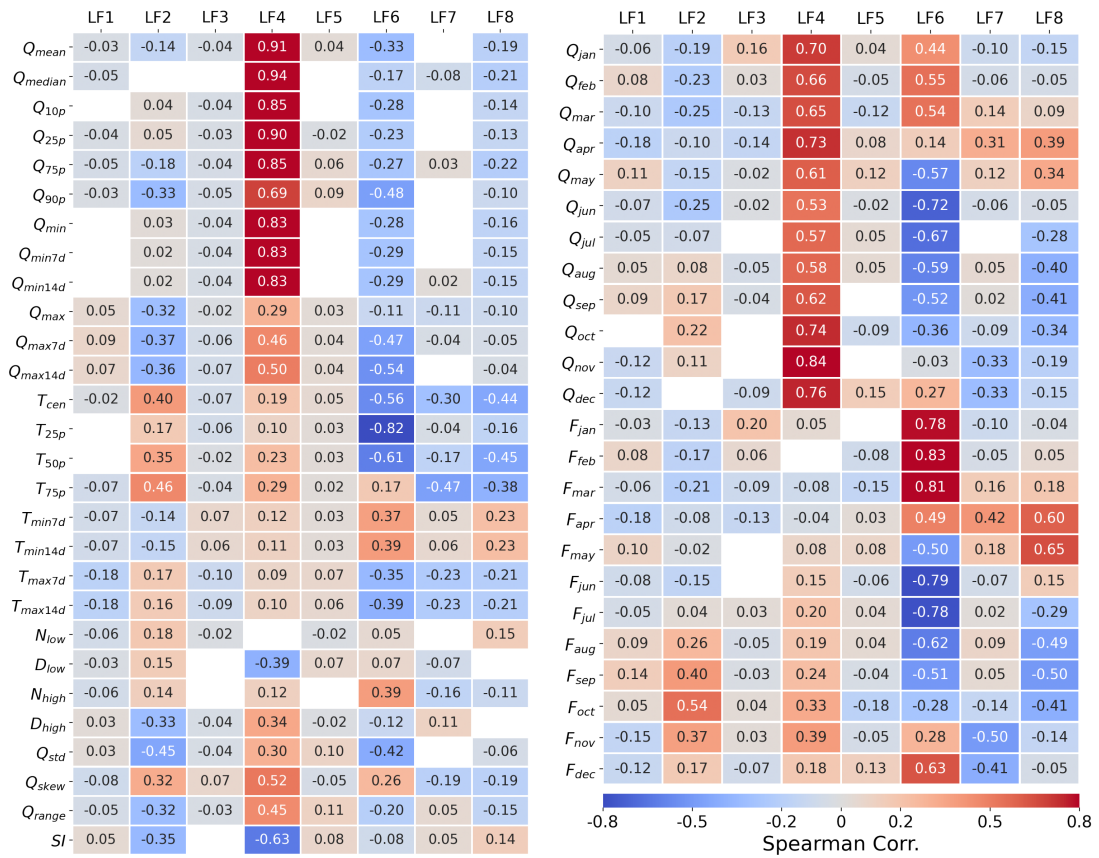 LF1 LF2 LF3 LF4 LF5 LF6 LF7 LF8
Qmean -0.03 -0.14 -0.04 0.91 0.04 -0.33 -0.19
Qmedian -0.05 0.94 -0.17 -0.08 -0.21
Q10p 0.04 -0.04 0.85 -0.28 -0.14
Q25p -0.04 0.05 -0.03 0.90 -0.02 -0.23 -0.13
Q75p -0.05 -0.18 -0.04 0.85 0.06 -0.27 0.03 -0.22
Q90p -0.03 -0.33 -0.05 0.69 0.09 -0.48 -0.10
Qmin 0.03 -0.04 0.83 -0.28 -0.16
Qmin7d 0.02 -0.04 0.83 -0.29 -0.15
Qmin14d 0.02 -0.04 0.83 -0.29 0.02 -0.15
Qmax 0.05 -0.32 -0.02 0.29 0.03 -0.11 -0.11 -0.10
Qmax7d 0.09 -0.37 -0.06 0.46 0.04 -0.47 -0.04 -0.05
Qmax14d 0.07 -0.36 -0.07 0.50 0.05 -0.54 -0.04
Tcen -0.02 0.40 -0.07 0.19 0.05 -0.56 -0.30 -0.44
T25p 0.17 -0.06 0.10 0.03 -0.82 -0.04 -0.16
T50p 0.35 -0.02 0.23 0.03 -0.61 -0.17 -0.45
T75p -0.07 0.46 -0.04 0.29 0.02 0.17 -0.47 -0.38
Tmin7d -0.07 -0.14 0.07 0.12 0.03 0.37 0.05 0.23
Tmin14d -0.07 -0.15 0.06 0.11 0.03 0.39 0.06 0.23
Tmax7d -0.18 0.17 -0.10 0.09 0.07 -0.35 -0.23 -0.21
Tmax14d -0.18 0.16 -0.09 0.10 0.06 -0.39 -0.23 -0.21
Nlow -0.06 0.18 -0.02 -0.02 0.05 0.15
Dlow -0.03 0.15 -0.39 0.07 0.07 -0.07
Nhigh -0.06 0.14 0.12 0.39 -0.16 -0.11
Dhigh 0.03 -0.33 -0.04 0.34 -0.02 -0.12 0.11
Qstd 0.03 -0.45 -0.04 0.30 0.10 -0.42 -0.06
Qskew -0.08 0.32 0.07 0.52 -0.05 0.26 -0.19 -0.19
Qrange -0.05 -0.32 -0.03 0.45 0.11 -0.20 0.05 -0.15
SI 0.05 -0.35 -0.63 0.08 -0.08 0.05 0.14
LF1 LF2 LF3 LF4 LF5 LF6 LF7 LF8
Qjan -0.06 -0.19 0.16 0.70 0.04 0.44 -0.10 -0.15
Qfeb 0.08 -0.23 0.03 0.66 -0.05 0.55 -0.06 -0.05
Qmar -0.10 -0.25 -0.13 0.65 -0.12 0.54 0.14 0.09
Qapr -0.18 -0.10 -0.14 0.73 0.08 0.14 0.31 0.39
Qmay 0.11 -0.15 -0.02 0.61 0.12 -0.57 0.12 0.34
Qjun -0.07 -0.25 -0.02 0.53 -0.02 -0.72 -0.06 -0.05
Qjul -0.05 -0.07 0.57 0.05 -0.67 -0.28
Qaug 0.05 0.08 -0.05 0.58 0.05 -0.59 0.05 -0.40
Qsep 0.09 0.17 -0.04 0.62 -0.52 0.02 -0.41
Qoct 0.22 0.74 -0.09 -0.36 -0.09 -0.34
Qnov -0.12 0.11 0.84 -0.03 -0.33 -0.19
Qdec -0.12 -0.09 0.76 0.15 0.27 -0.33 -0.15
Fjan -0.03 -0.13 0.20 0.05 0.78 -0.10 -0.04
Ffeb 0.08 -0.17 0.06 -0.08 0.83 -0.05 0.05
Fmar -0.06 -0.21 -0.09 -0.08 -0.15 0.81 0.16 0.18
Fapr -0.18 -0.08 -0.13 -0.04 0.03 0.49 0.42 0.60
Fmay 0.10 -0.02 0.08 0.08 -0.50 0.18 0.65
Fjun -0.08 -0.15 0.15 -0.06 -0.79 -0.07 0.15
Fjul -0.05 0.04 0.03 0.20 0.04 -0.78 0.02 -0.29
Faug 0.09 0.26 -0.05 0.19 0.04 -0.62 0.09 -0.49
Fsep 0.14 0.40 -0.03 0.24 -0.04 -0.51 0.05 -0.50
Foct 0.05 0.54 0.04 0.33 -0.18 -0.28 -0.14 -0.41
Fnov -0.15 0.37 0.03 0.39 -0.05 0.28 -0.50 -0.14
Fdec -0.12 0.17 -0.07 0.18 0.13 0.63 -0.41 -0.05
-0.8 -0.5 -0.2 0 0.2 0.5 0.8
Spearman Corr.